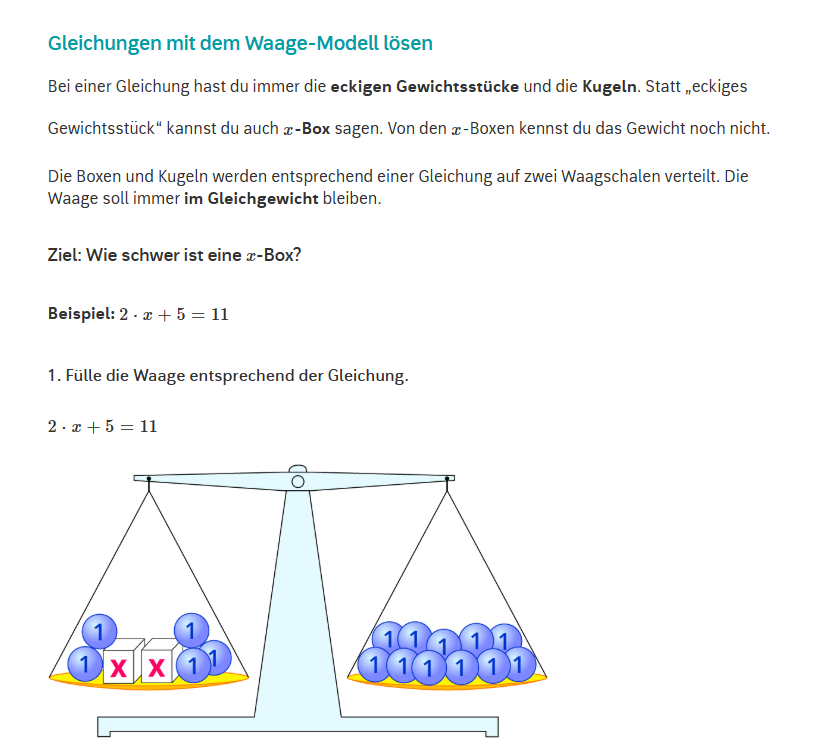 Gleichungen mit dem Waage-Modell lösen
Bei einer Gleichung hast du immer die eckigen Gewichtsstücke und die Kugeln. Statt „eckiges
Gewichtsstück“ kannst du auch x-Box sagen. Von den x-Boxen kennst du das Gewicht noch nicht.
Die Boxen und Kugeln werden entsprechend einer Gleichung auf zwei Waagschalen verteilt. Die
Waage soll immer im Gleichgewicht bleiben.
Ziel: Wie schwer ist eine x-Box?
Beispiel: 2 · x + 5 = 11
1. Fülle die Waage entsprechend der Gleichung.
2 · x + 5 = 11
1 1 1 1 1 1 1
1 X X 1 1 1 1 1 1 1 1